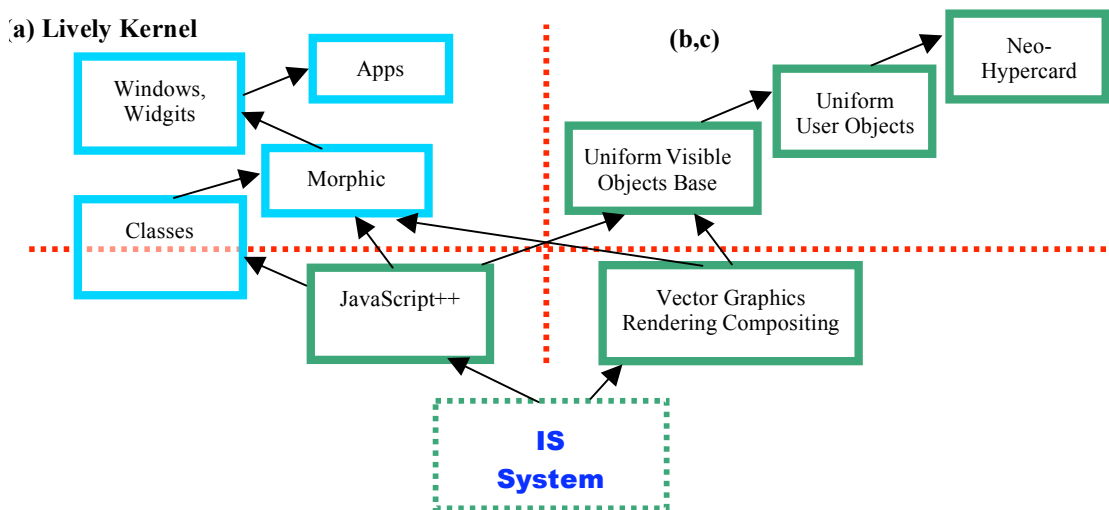 (a) Lively Kernel
(b,c)
Neo-
Hypercard
Apps
Windows,
Widgits
Uniform
User Objects
Uniform Visible
Objects Base
Morphic
Classes
JavaScript++
Vector Graphics
Rendering Compositing
IS
System